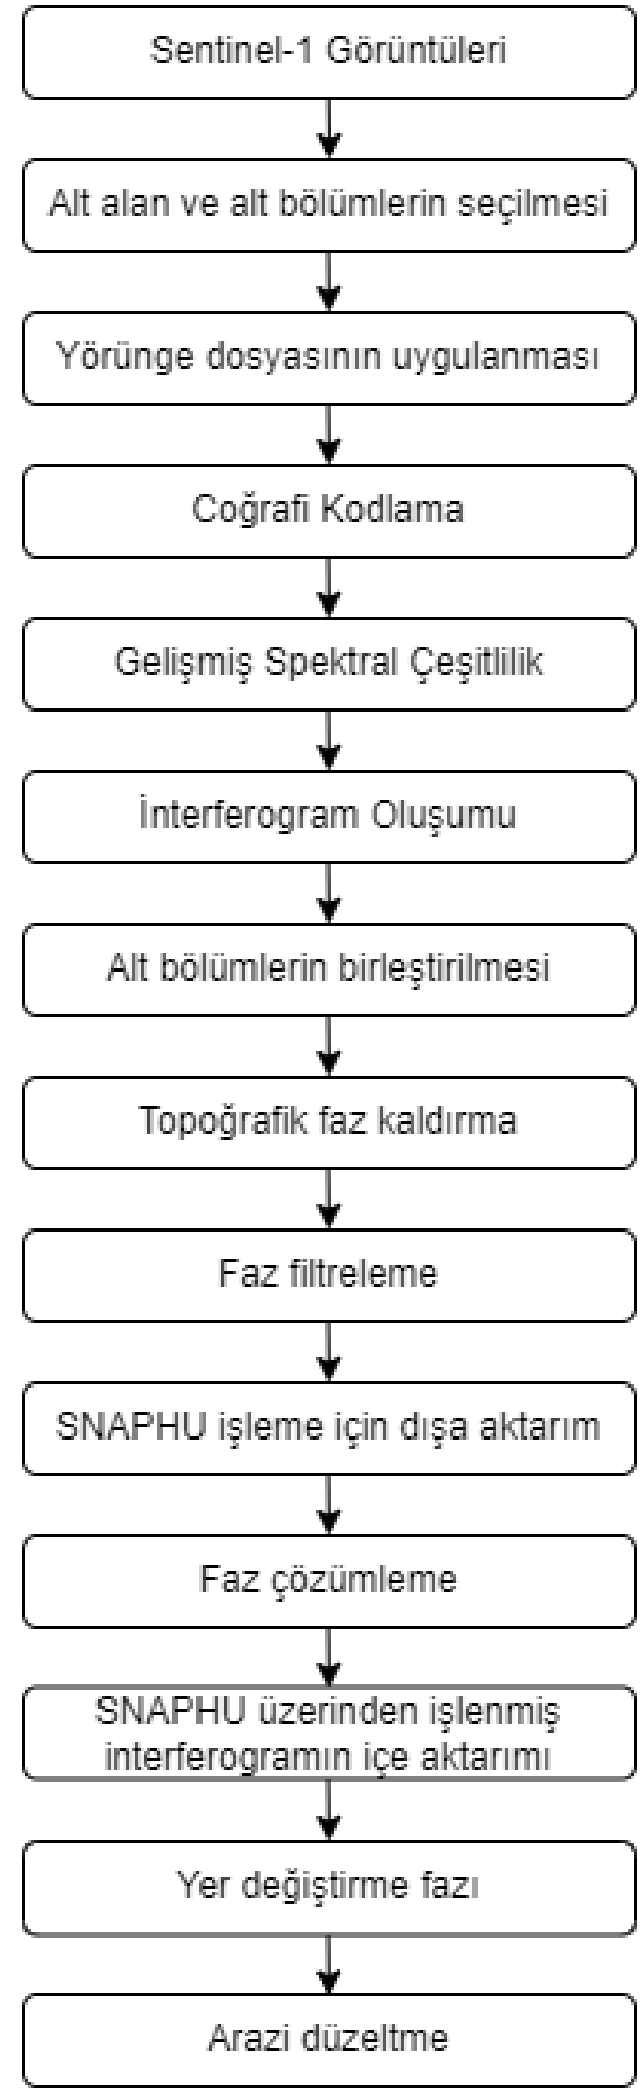 Sentinel-1 Görüntüleri
Alt alan ve alt bölümlerin seçilmesi
Yörünge dosyasının uygulanması
Coğrafi Kodlama
Gelişmiş Spektral Çeşitlilik
İnterferogram Oluşumu
Alt bölümlerin birleştirilmesi
Topoğrafik faz kaldırma
Faz filtreleme
SNAPHU işleme için dışa aktarım
Faz çözümleme
SNAPHU üzerinden işlenmiş
interferogramın içe aktarımı
Yer değiştirme fazı
Arazi düzeltme